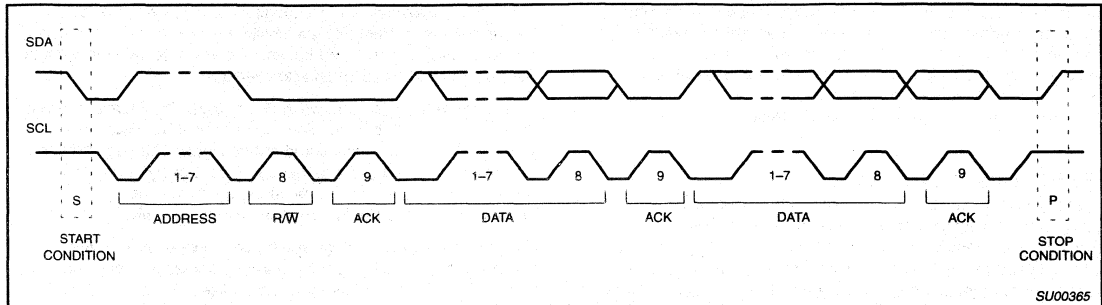 SDA
SCL
1–7 8 9 1–7 8 9 1–7 8 9
S P
ADDRESS R/W̅ ACK DATA ACK DATA ACK
START CONDITION
STOP CONDITION
SU00365